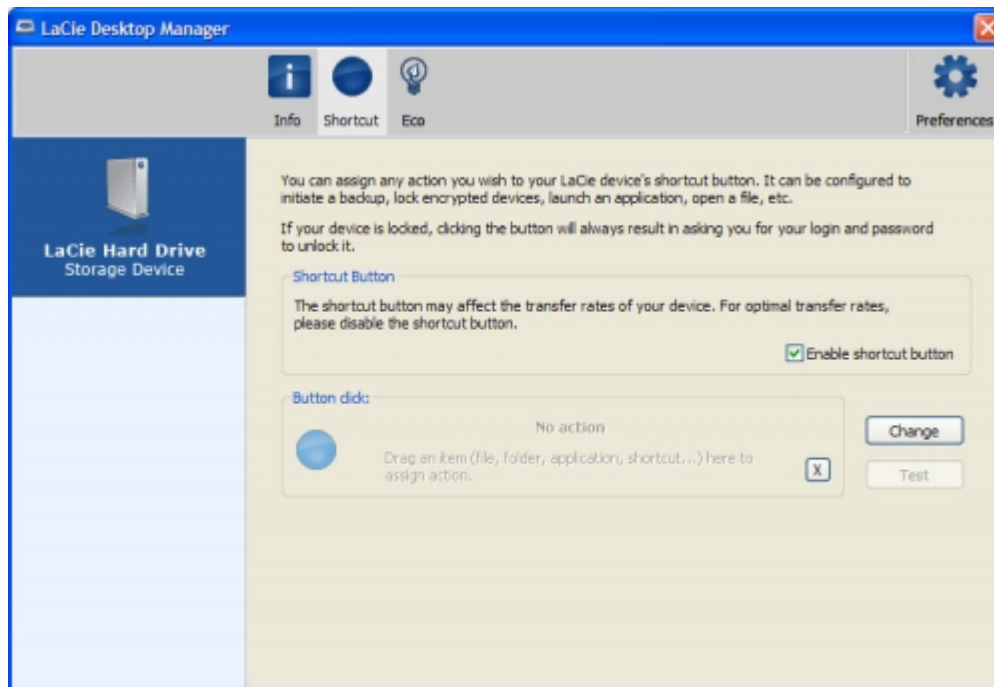 LaCie Desktop Manager
Info
Shortcut
Eco
Preferences
LaCie Hard Drive
Storage Device
You can assign any action you wish to your LaCie device's shortcut button. It can be configured to
initiate a backup, lock encrypted devices, launch an application, open a file, etc.
If your device is locked, clicking the button will always result in asking you for your login and password
to unlock it.
Shortcut Button
The shortcut button may affect the transfer rates of your device. For optimal transfer rates,
please disable the shortcut button.
Enable shortcut button
Button click:
No action
Drag an item (file, folder, application, shortcut...) here to
assign action.
X
Change
Test